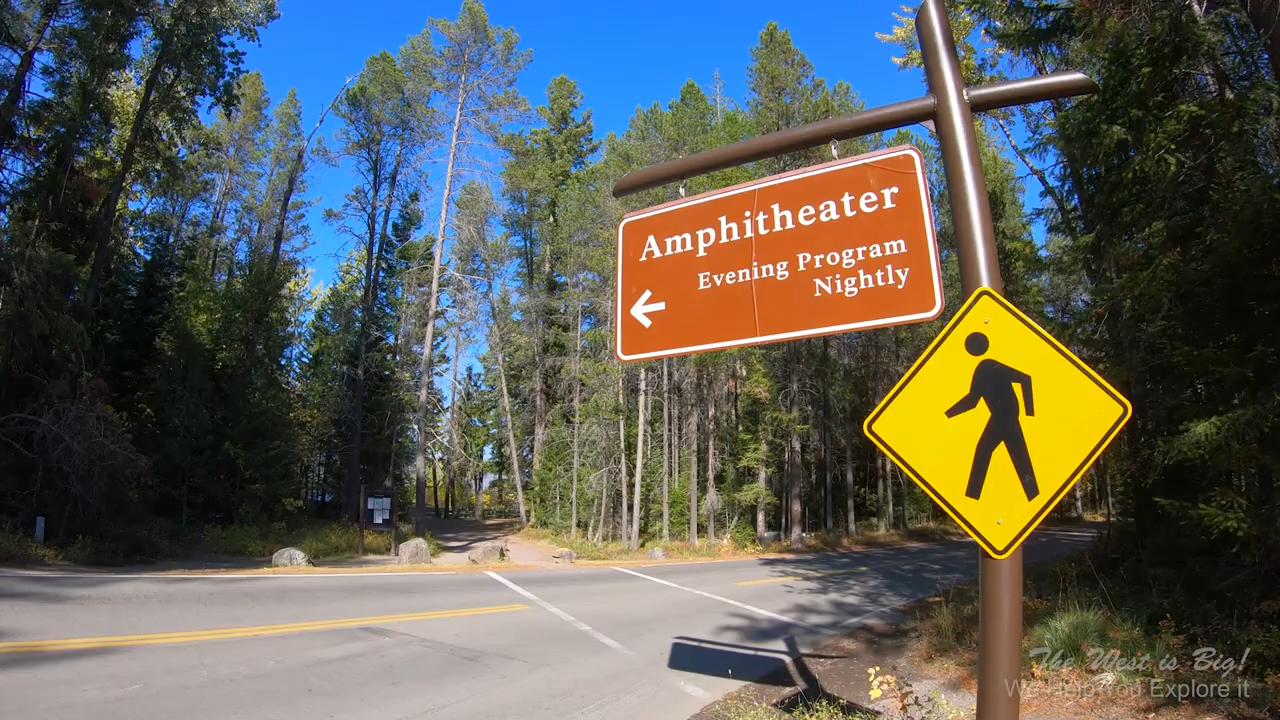 Amphitheater
Evening Program
Nightly
The West is Big!
We Help You Explore it